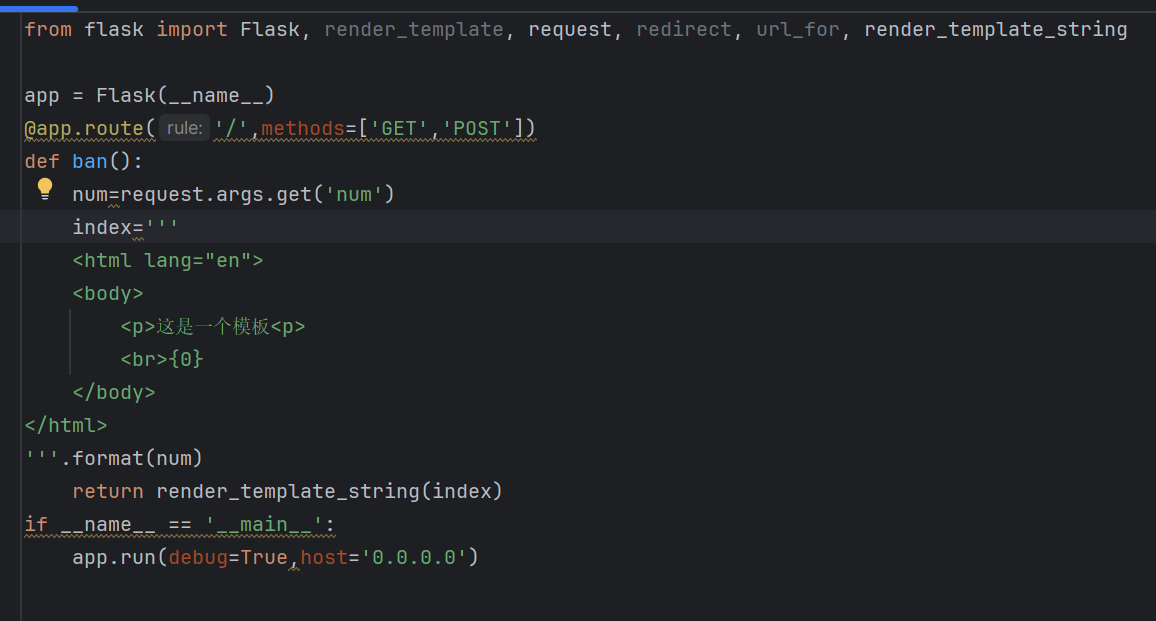 from flask import Flask, render_template, request, redirect, url_for, render_template_string
app = Flask(__name__)
@app.route( rule: '/',methods=['GET','POST'])
def ban():
    num=request.args.get('num')
    index='''
    <html lang="en">
    <body>
        <p>这是一个模板<p>
        <br>{0}
    </body>
</html>
'''.format(num)
    return render_template_string(index)
if __name__ == '__main__':
    app.run(debug=True,host='0.0.0.0')